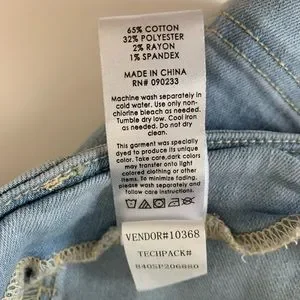 65% COTTON
32% POLYESTER
2% RAYON
1% SPANDEX
MADE IN CHINA
RN# 090233
Machine wash separately in
cold water. Use only non-
chlorine bleach as needed.
Tumble dry low. Cool iron
as needed. Do not dry
clean.
This garment was specially
dyed to produce its unique
color. Take care.dark colors
may transfer onto light
colored clothing or other
items. To minimize fading,
please wash separately and
follow care instructions.
VENDOR#10368
TECHPACK#
840SP206880